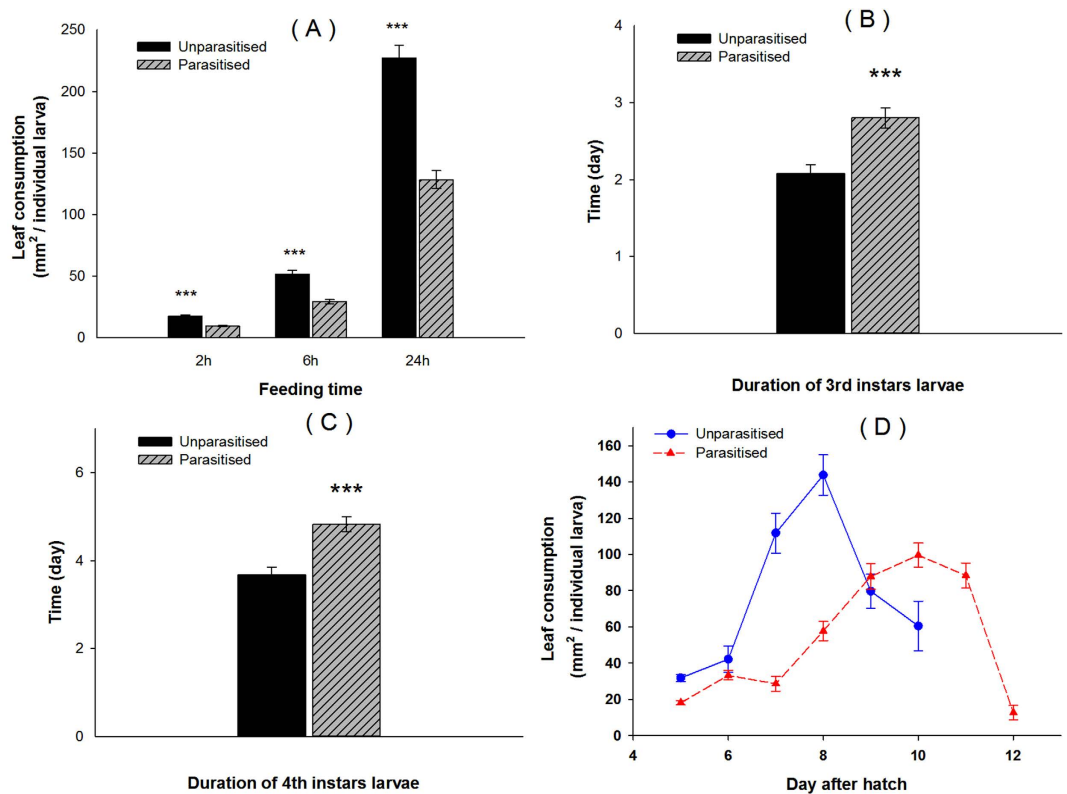 ( A )
Unparasitised
Parasitised
***
***
***
250
200
150
100
50
0
Leaf consumption
(mm² / individual larva)
2h
6h
24h
Feeding time
( B )
Unparasitised
Parasitised
***
4
3
2
1
0
Time (day)
Duration of 3rd instars larvae
( C )
Unparasitised
Parasitised
***
6
4
2
0
Time (day)
Duration of 4th instars larvae
( D )
Unparasitised
Parasitised
160
140
120
100
80
60
40
20
0
Leaf consumption
(mm² / individual larva)
4
6
8
10
12
Day after hatch